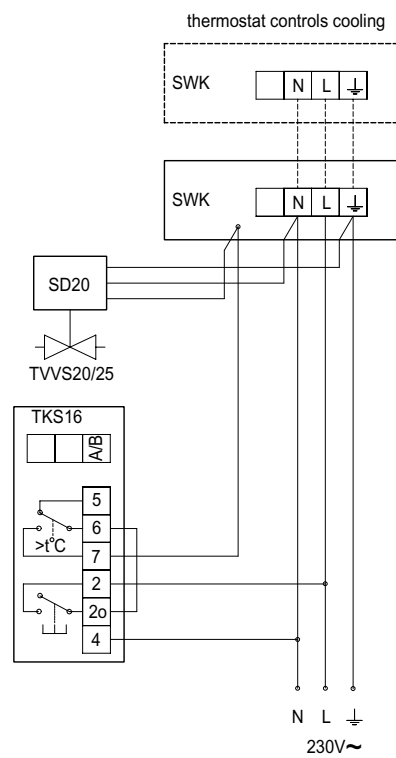 thermostat controls cooling
SWK
N L
SWK
N L
SD20
TVVS20/25
TKS16
A/B
5
6
>t°C
7
2
2o
4
N L
230V~